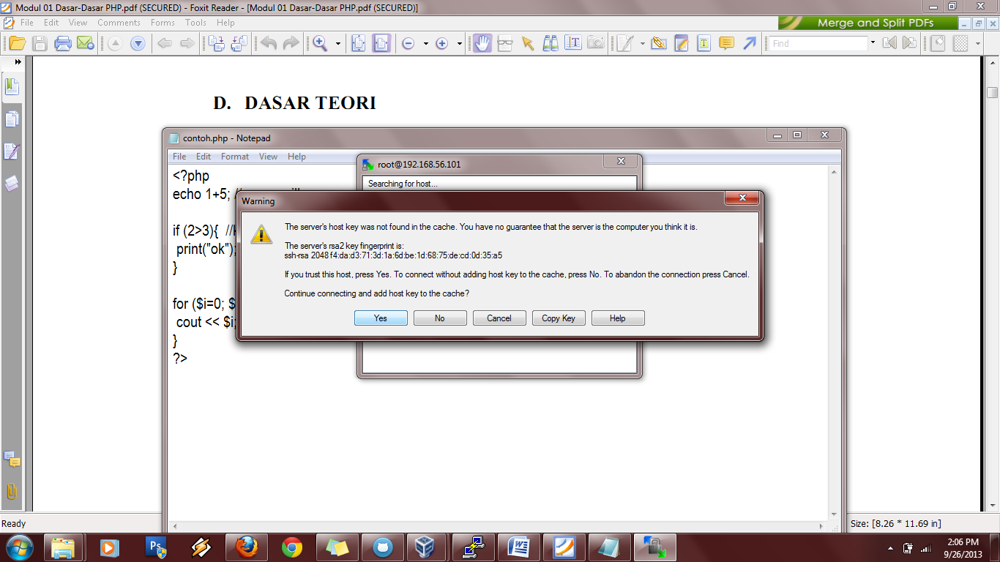 Modul 01 Dasar-Dasar PHP.pdf (SECURED) - Foxit Reader - [Modul 01 Dasar-Dasar PHP.pdf (SECURED)]
File Edit View Comments Forms Tools Help
Merge and Split PDFs
Find
D. DASAR TEORI
contoh.php - Notepad
File Edit Format View Help
<?php
echo 1+5; //
if (2>3){ //
print("ok");
}
for ($i=0; $
cout << $i;
}
?>
root@192.168.56.101
Searching for host...
Warning
The server's host key was not found in the cache. You have no guarantee that the server is the computer you think it is.
The server's rsa2 key fingerprint is:
ssh-rsa 2048 f4:da:d3:71:3d:1a:6d:be:1d:68:75:de:cd:0d:35:a5
If you trust this host, press Yes. To connect without adding host key to the cache, press No. To abandon the connection press Cancel.
Continue connecting and add host key to the cache?
Yes No Cancel Copy Key Help
Ready
Size: [8.26 * 11.69 in]
Ps
2:06 PM
9/26/2013